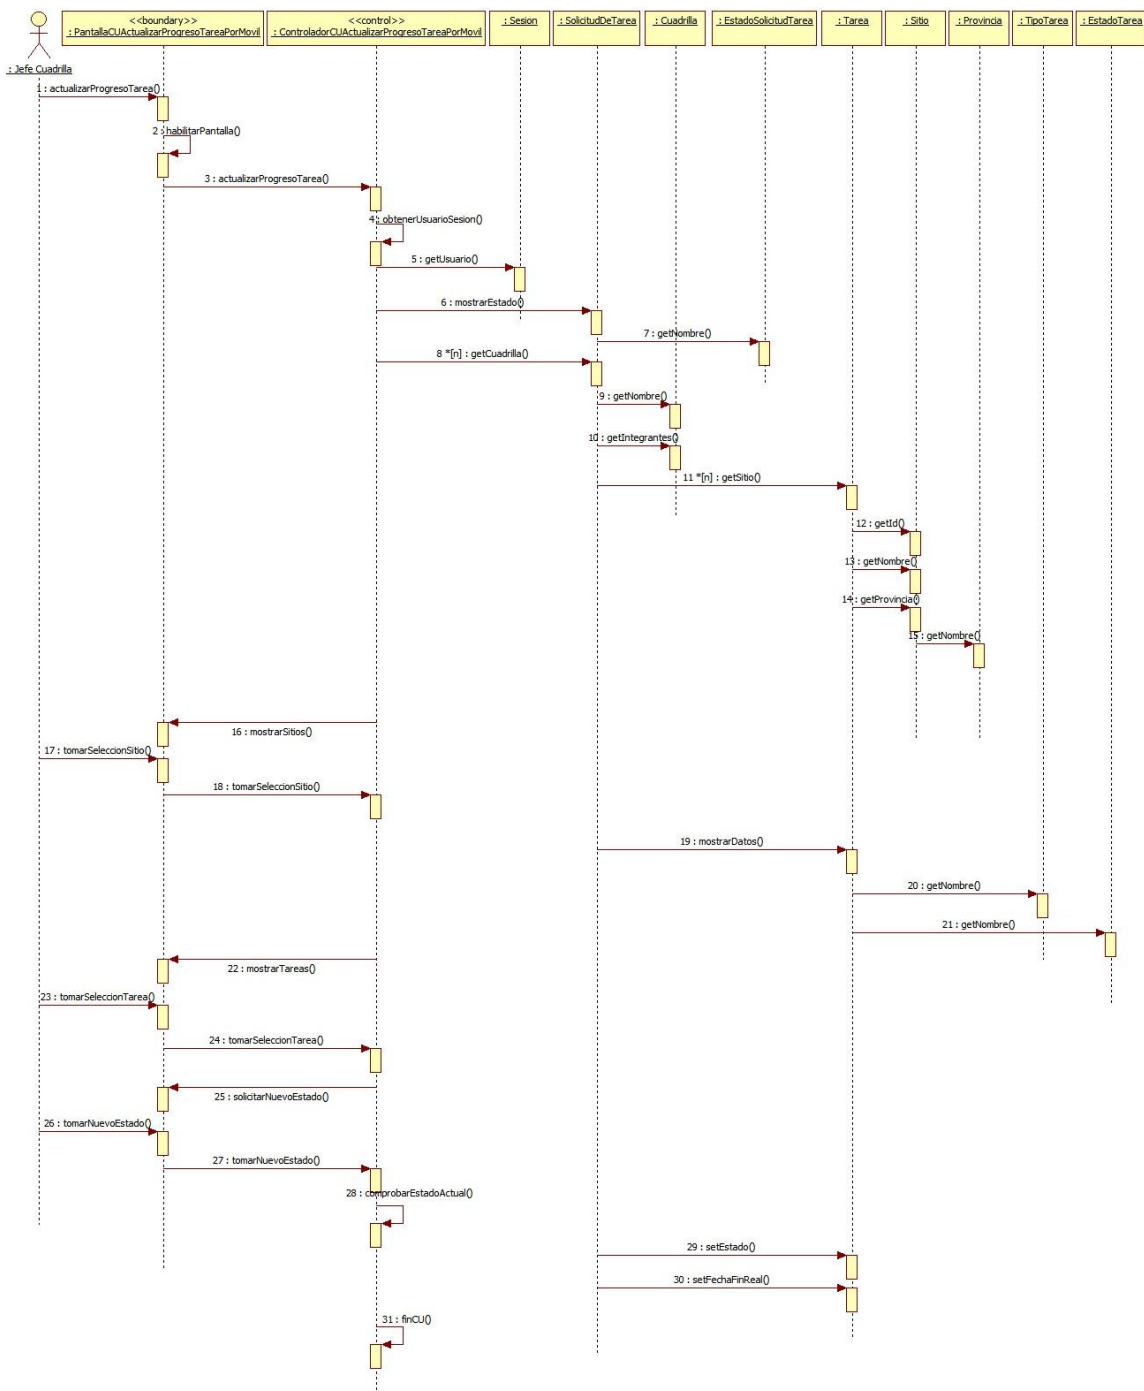 <<boundary>>
: PantallaCUActualizarProgresoTareaPorMovil
<<control>>
: ControladorCUActualizarProgresoTareaPorMovil
: Sesion
: SolicitudDeTarea
: Cuadrilla
: EstadoSolicitudTarea
: Tarea
: Sitio
: Provincia
: TipoTarea
: EstadoTarea
: Jefe Cuadrilla
1 : actualizarProgresoTarea()
2 : habilitarPantalla()
3 : actualizarProgresoTarea()
4 : obtenerUsuarioSesion()
5 : getUsuario()
6 : mostrarEstado()
7 : getNombre()
8 *[n] : getCuadrilla()
9 : getNombre()
10 : getIntegrantes()
11 *[n] : getSitio()
12 : getId()
13 : getNombre()
14 : getProvincia()
15 : getNombre()
16 : mostrarSitios()
17 : tomarSeleccionSitio()
18 : tomarSeleccionSitio()
19 : mostrarDatos()
20 : getNombre()
21 : getNombre()
22 : mostrarTareas()
23 : tomarSeleccionTarea()
24 : tomarSeleccionTarea()
25 : solicitarNuevoEstado()
26 : tomarNuevoEstado()
27 : tomarNuevoEstado()
28 : comprobarEstadoActual()
29 : setEstado()
30 : setFechaFinReal()
31 : finCU()